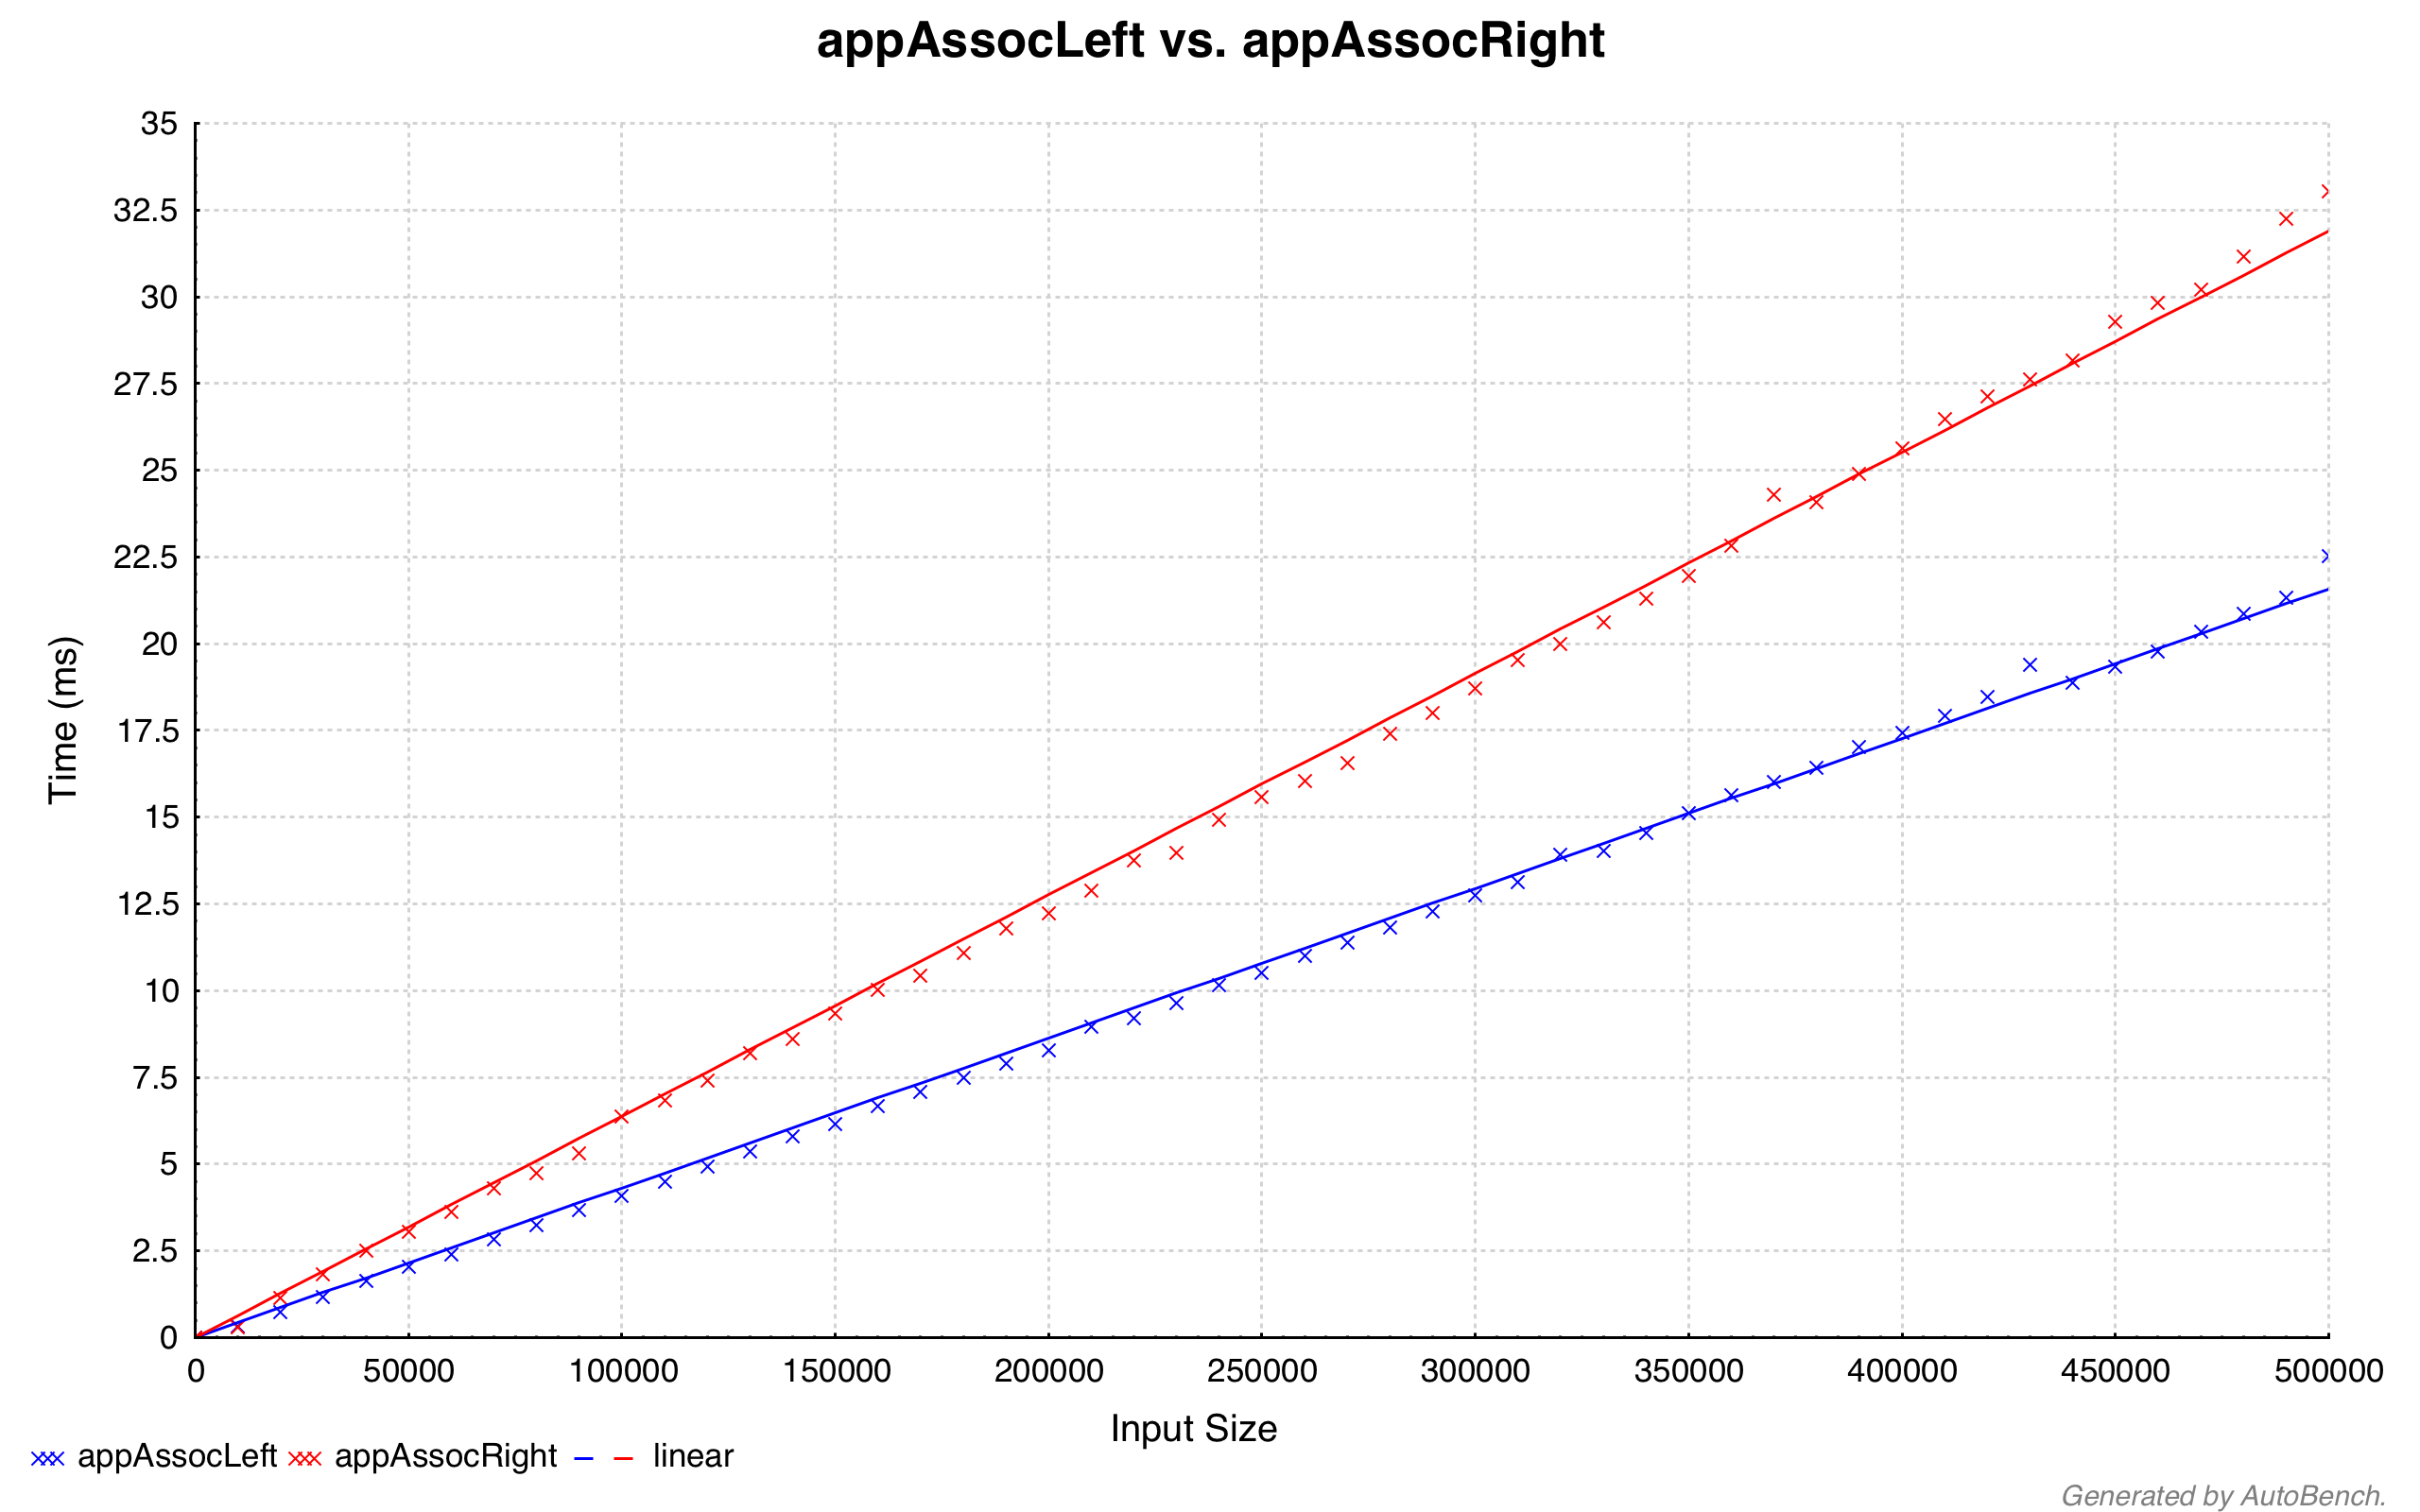 appAssocLeft vs. appAssocRight
35
32.5
30
27.5
25
22.5
20
17.5
15
12.5
10
7.5
5
2.5
0
Time (ms)
0 50000 100000 150000 200000 250000 300000 350000 400000 450000 500000
Input Size
appAssocLeft appAssocRight linear
Generated by AutoBench.